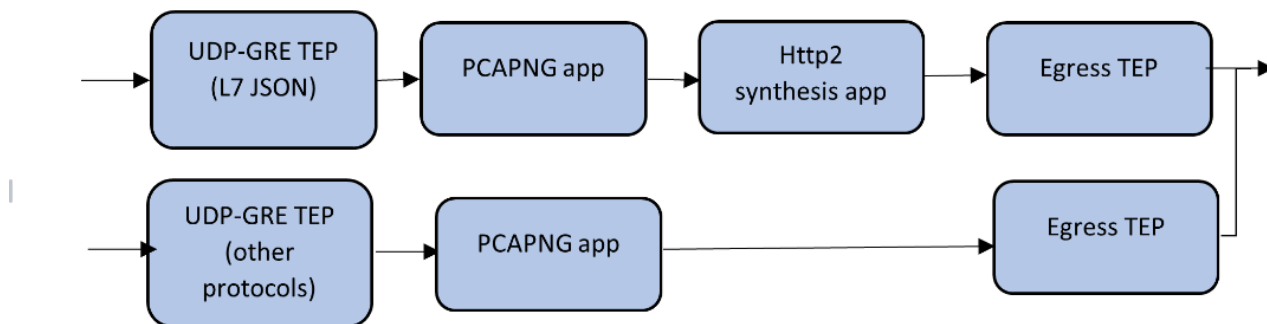 UDP-GRE TEP
(L7 JSON)
PCAPNG app
Http2
synthesis app
Egress TEP
UDP-GRE TEP
(other
protocols)
PCAPNG app
Egress TEP